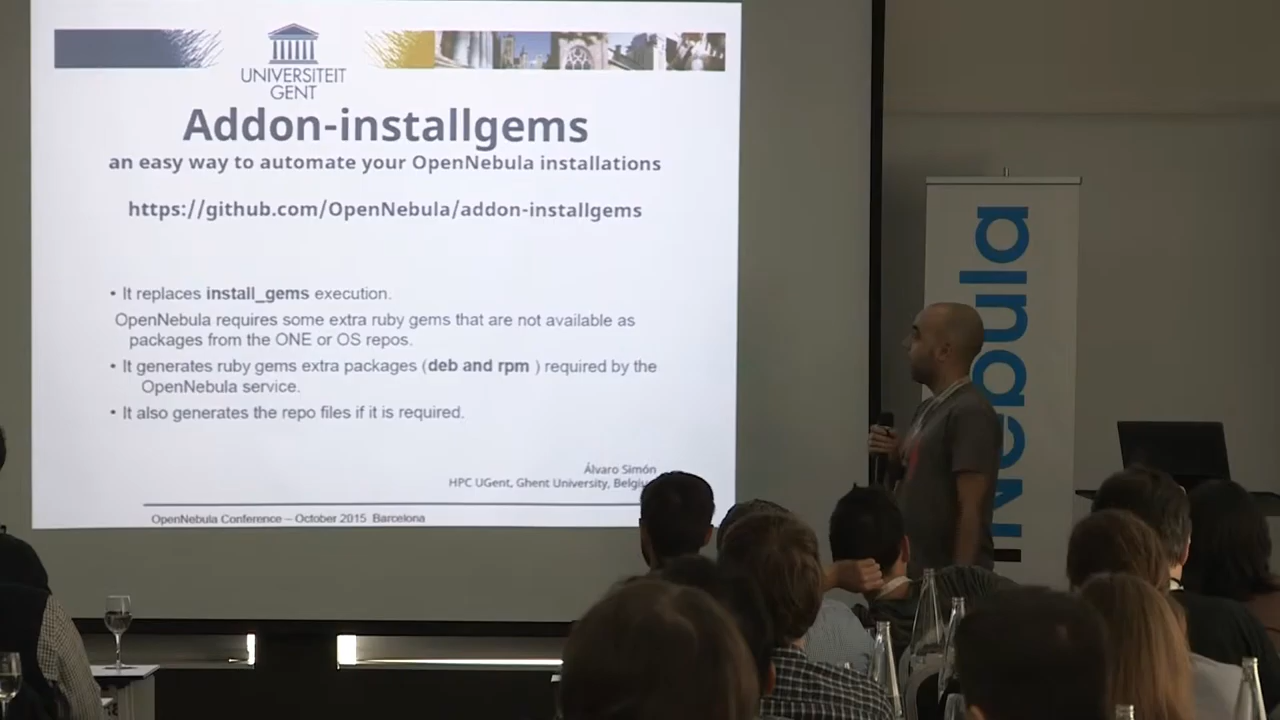 UNIVERSITEIT
GENT
Addon-installgems
an easy way to automate your OpenNebula installations
https://github.com/OpenNebula/addon-installgems
• It replaces install_gems execution.
OpenNebula requires some extra ruby gems that are not available as
packages from the ONE or OS repos.
• It generates ruby gems extra packages (deb and rpm ) required by the
OpenNebula service.
• It also generates the repo files if it is required.
Álvaro Simón
HPC UGent, Ghent University, Belgiu
OpenNebula Conference – October 2015 Barcelona
Nebula